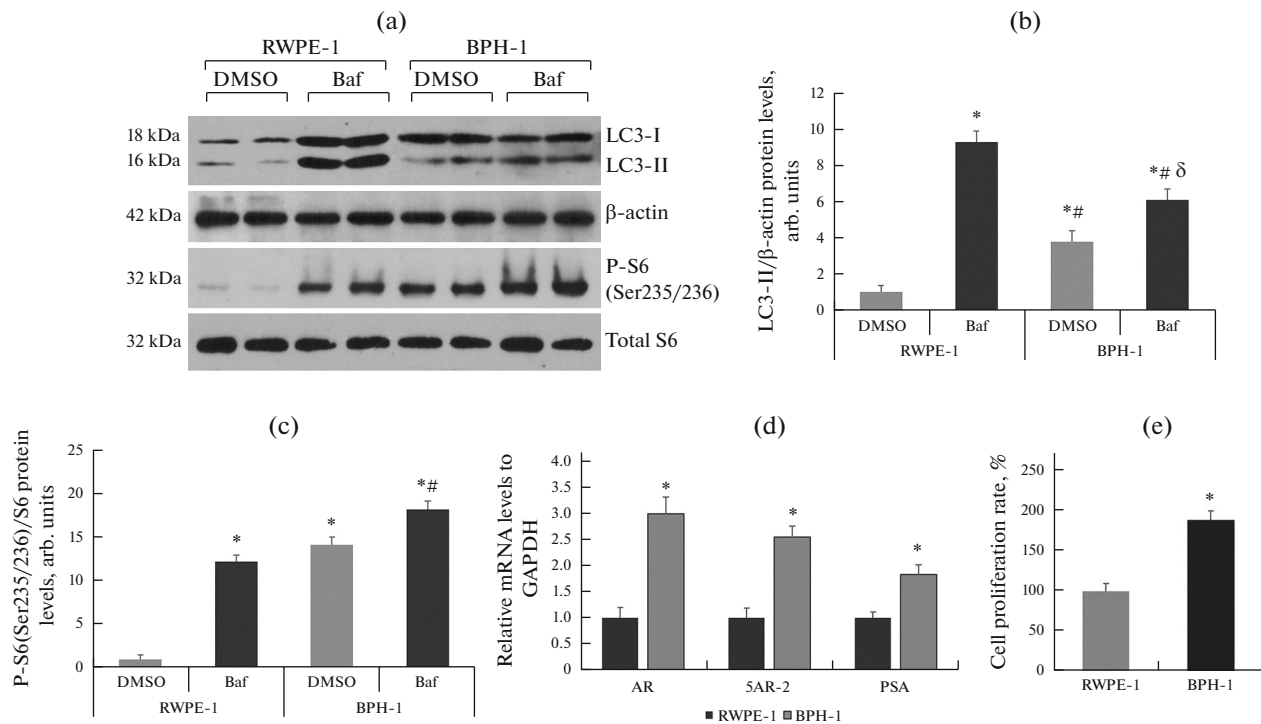 (a)
RWPE-1 BPH-1
DMSO Baf DMSO Baf
18 kDa LC3-I
16 kDa LC3-II
42 kDa β-actin
32 kDa P-S6
(Ser235/236)
32 kDa Total S6
(b)
LC3-II/β-actin protein levels,
arb. units
12
10
8
6
4
2
0
*
*#
*# δ
DMSO Baf DMSO Baf
RWPE-1 BPH-1
(c)
P-S6(Ser235/236)/S6 protein
levels, arb. units
25
20
15
10
5
0
*
*
*#
DMSO Baf DMSO Baf
RWPE-1 BPH-1
(d)
Relative mRNA levels to
GAPDH
4.0
3.5
3.0
2.5
2.0
1.5
1.0
0.5
0
*
*
*
AR 5AR-2 PSA
RWPE-1 BPH-1
(e)
Cell proliferation rate, %
250
200
150
100
50
0
*
RWPE-1 BPH-1